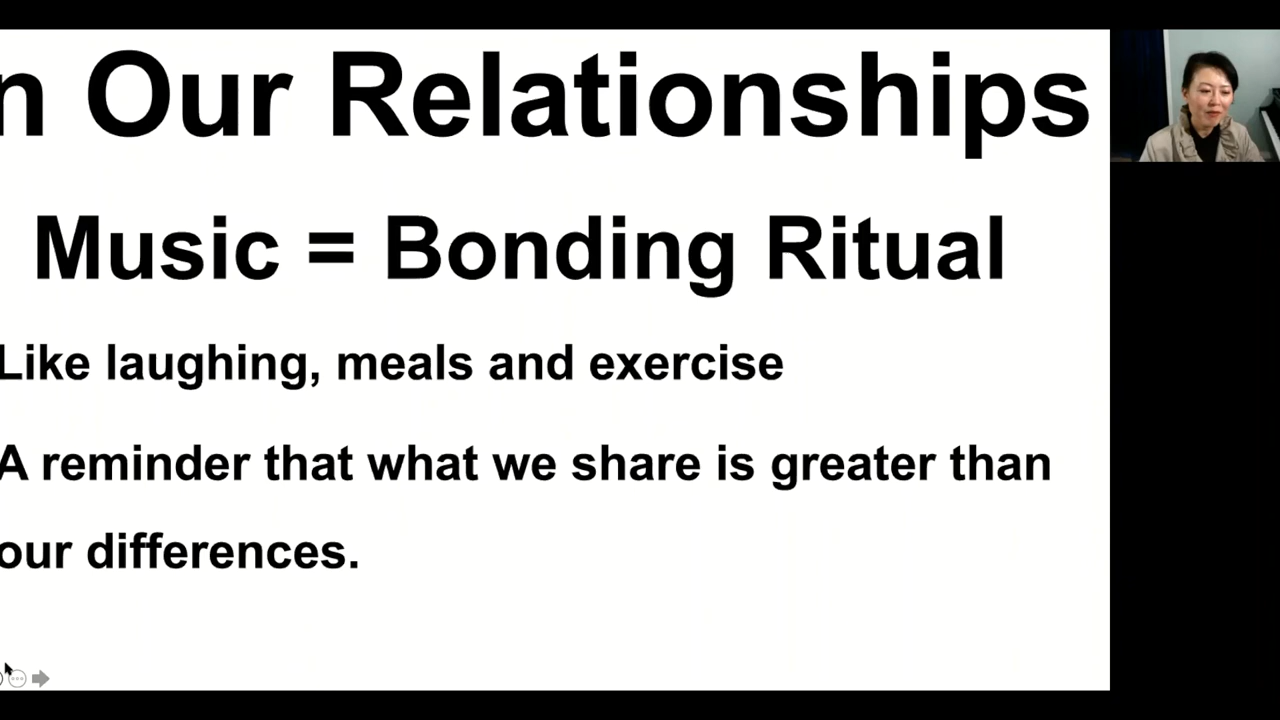 n Our Relationships
Music = Bonding Ritual
Like laughing, meals and exercise
A reminder that what we share is greater than
our differences.